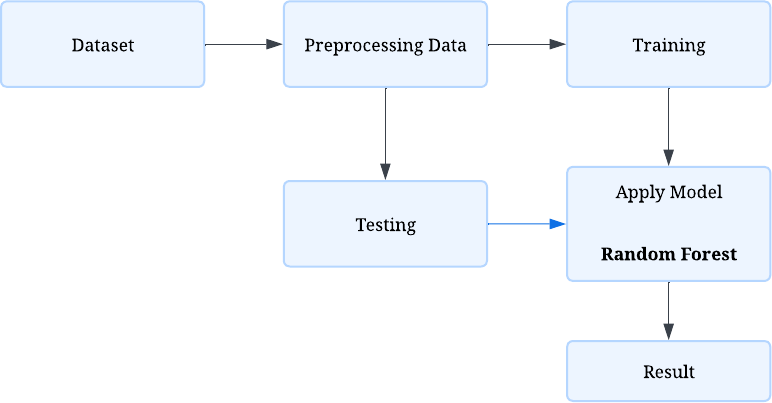 Dataset
Preprocessing Data
Training
Testing
Apply Model
Random Forest
Result